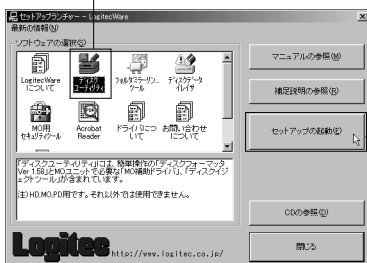 セットアップランチャー - LogitecWare
最新の情報(N)
ソフトウェアの選択(S)
LogitecWare
について
ディスク
ユーティリティ
フォルダミラーリン...
ツール
ディスクデータ
イレイサ
MO用
セキュリティツール
Acrobat
Reader
ドライバにつ
いて
お問い合わせ
について
「ディスクユーティリティ」には、簡単操作の「ディスクフォーマッタ
Ver 1.58」とMOユニットで必要な「MO補助ドライバ」、「ディスクイジ
ェクトツール」が含まれています。
注)HD,MO,PD用です。それ以外では使用できません。
マニュアルの参照(M)
補足説明の参照(R)
セットアップの起動(E)
CDの参照(D)
閉じる
Logitec
http://www.logitec.co.jp/